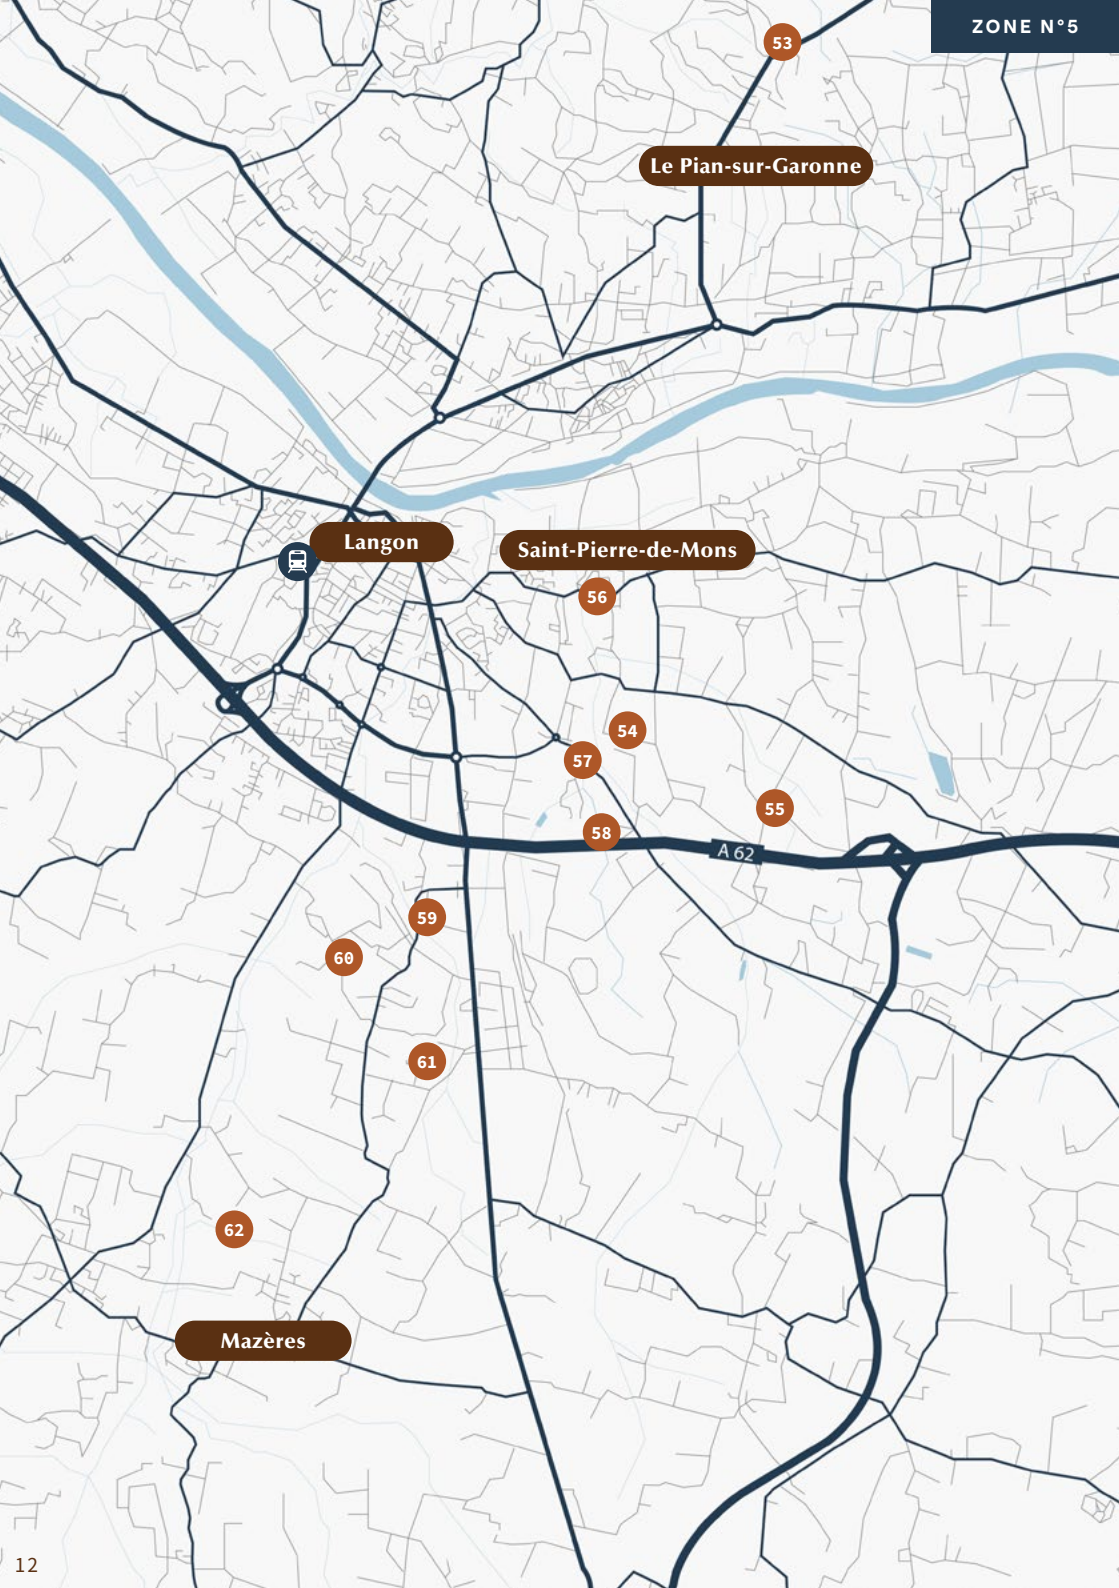 ZONE N°5
53
Le Pian-sur-Garonne
Langon
Saint-Pierre-de-Mons
56
54
57
55
58
A 62
59
60
61
62
Mazères
12